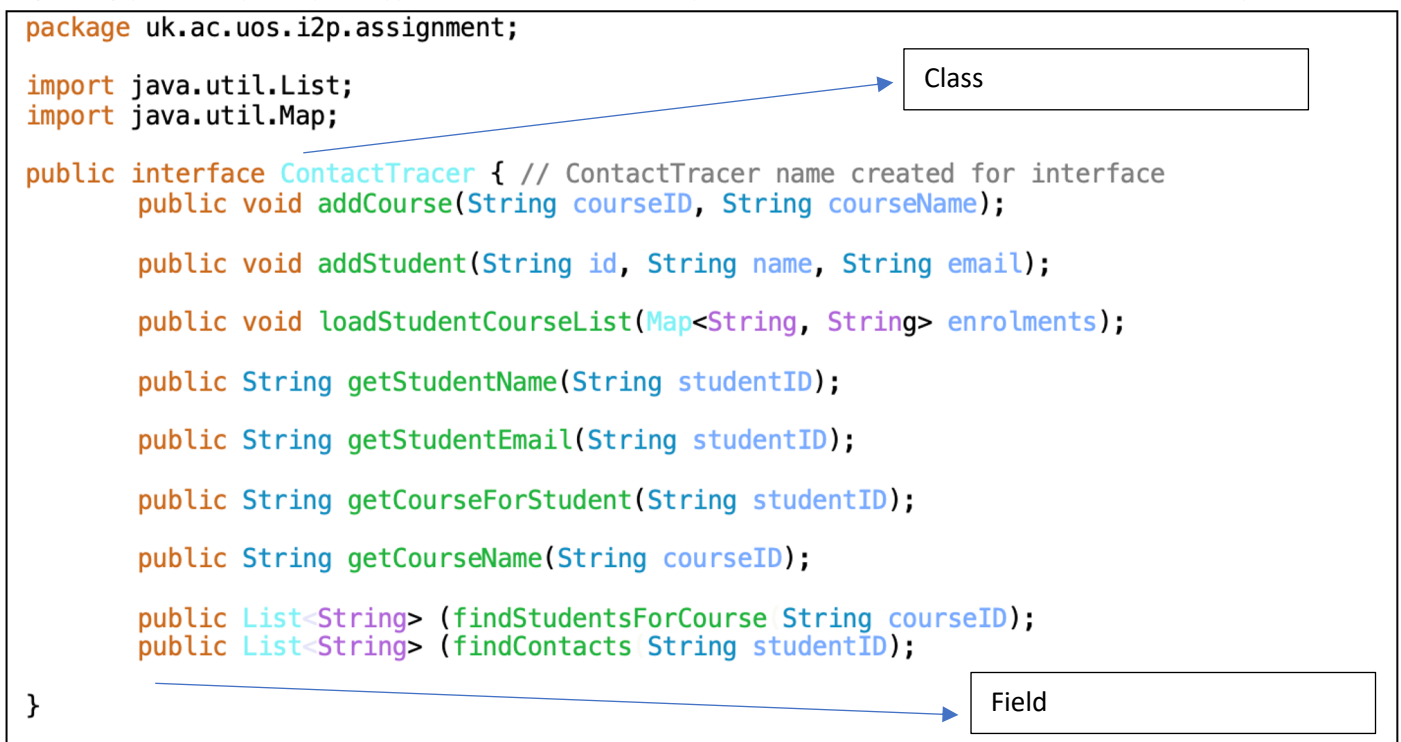 package uk.ac.uos.i2p.assignment;
Class
import java.util.List;
import java.util.Map;
public interface ContactTracer { // ContactTracer name created for interface
public void addCourse(String courseID, String courseName);
public void addStudent(String id, String name, String email);
public void loadStudentCourseList(Map<String, String> enrolments);
public String getStudentName(String studentID);
public String getStudentEmail(String studentID);
public String getCourseForStudent(String studentID);
public String getCourseName(String courseID);
public List<String> (findStudentsForCourse(String courseID);
public List<String> (findContacts(String studentID);
Field
}